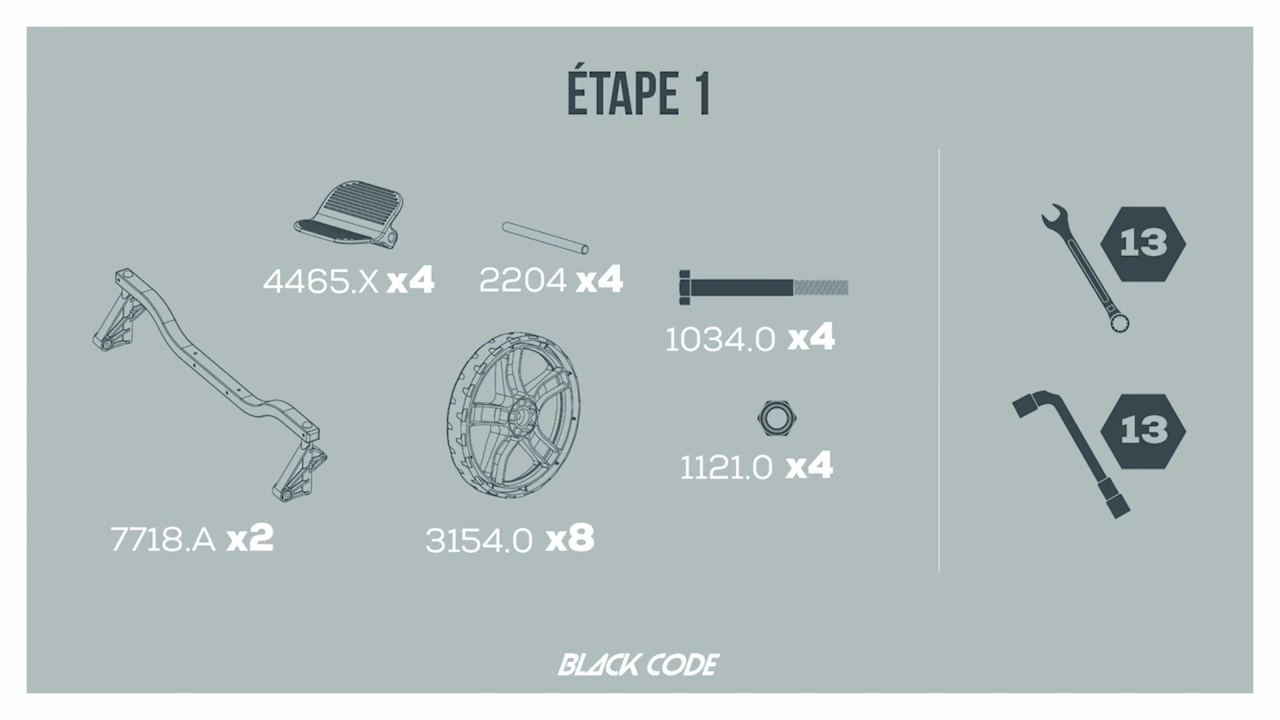 ÉTAPE 1
4465.X x4
2204 x4
1034.0 x4
1121.0 x4
7718.A x2
3154.0 x8
13
13
BLACK CODE